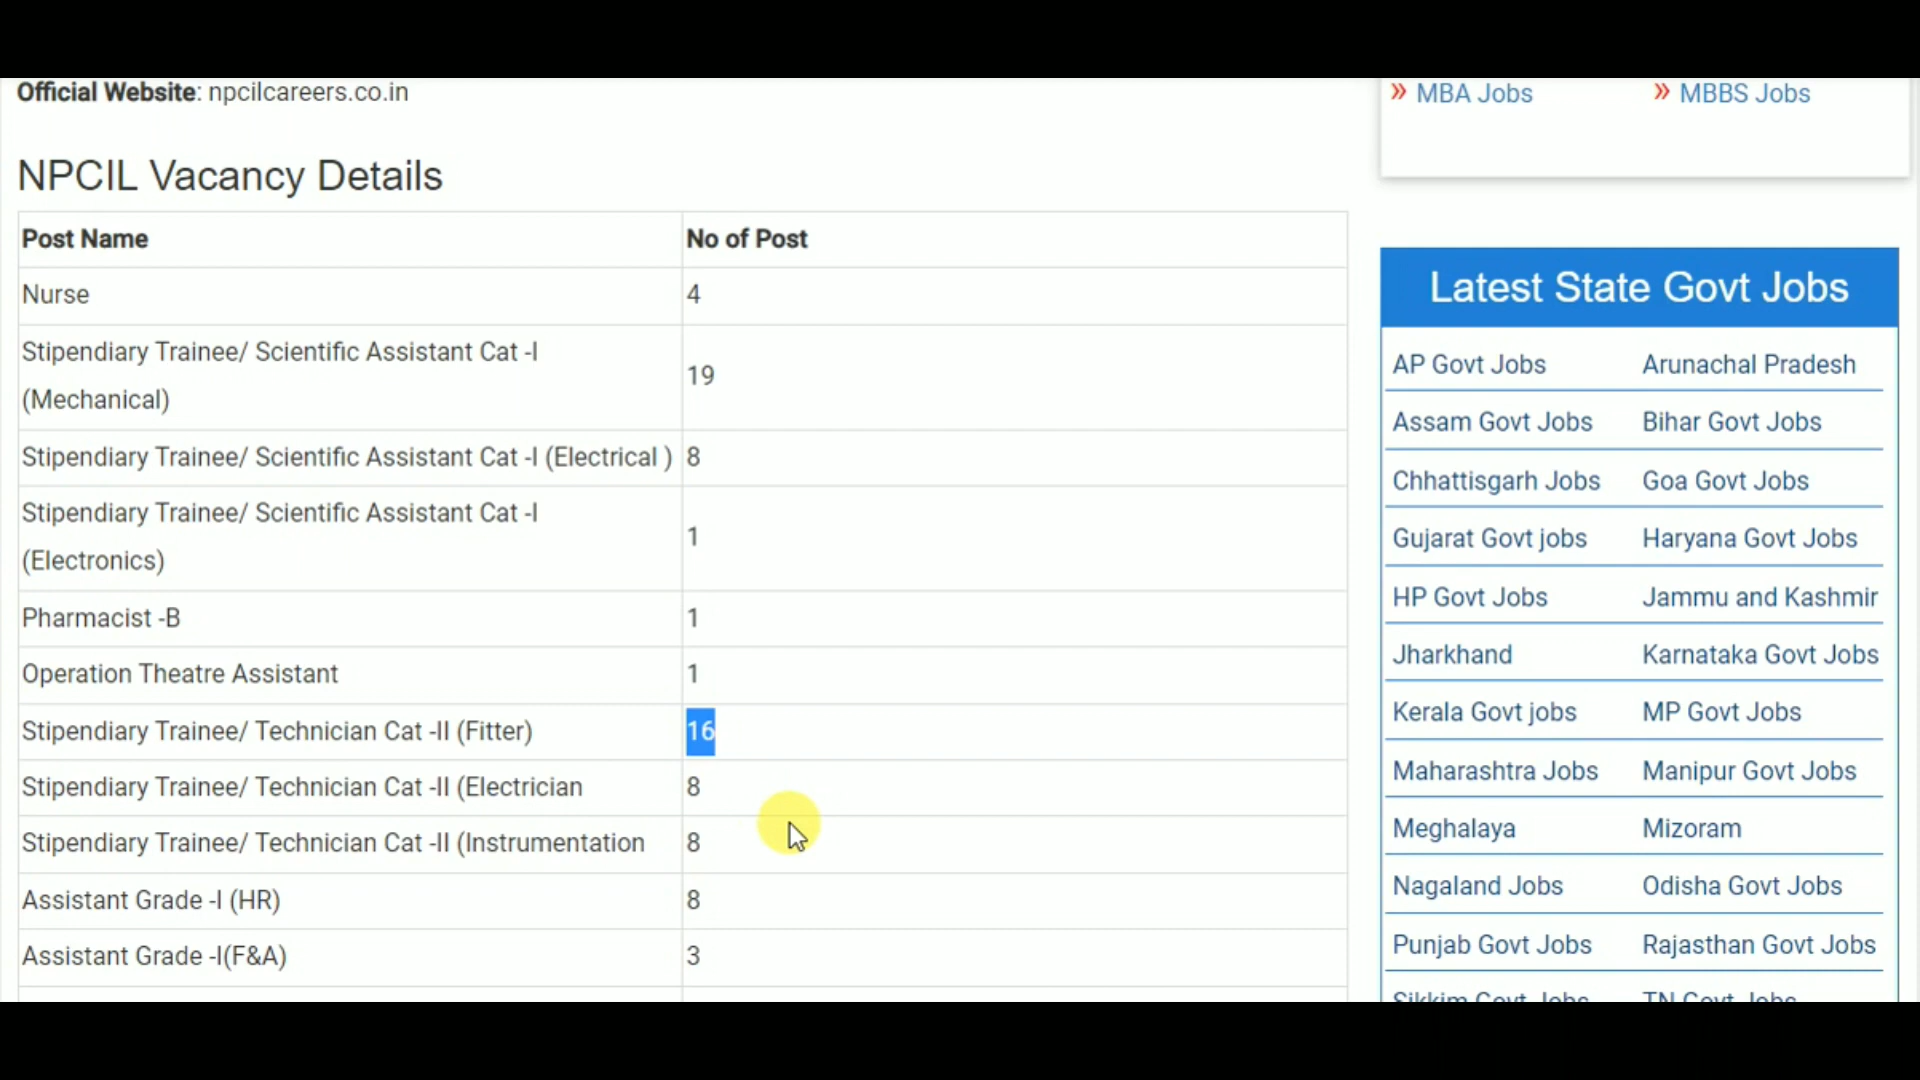 Official Website: npcilcareers.co.in
NPCIL Vacancy Details
Post Name No of Post
Nurse 4
Stipendiary Trainee/ Scientific Assistant Cat -I
(Mechanical) 19
Stipendiary Trainee/ Scientific Assistant Cat -I (Electrical ) 8
Stipendiary Trainee/ Scientific Assistant Cat -I
(Electronics) 1
Pharmacist -B 1
Operation Theatre Assistant 1
Stipendiary Trainee/ Technician Cat -II (Fitter) 16
Stipendiary Trainee/ Technician Cat -II (Electrician 8
Stipendiary Trainee/ Technician Cat -II (Instrumentation 8
Assistant Grade -I (HR) 8
Assistant Grade -I(F&A) 3
» MBA Jobs » MBBS Jobs
Latest State Govt Jobs
AP Govt Jobs Arunachal Pradesh
Assam Govt Jobs Bihar Govt Jobs
Chhattisgarh Jobs Goa Govt Jobs
Gujarat Govt jobs Haryana Govt Jobs
HP Govt Jobs Jammu and Kashmir
Jharkhand Karnataka Govt Jobs
Kerala Govt jobs MP Govt Jobs
Maharashtra Jobs Manipur Govt Jobs
Meghalaya Mizoram
Nagaland Jobs Odisha Govt Jobs
Punjab Govt Jobs Rajasthan Govt Jobs
Sikkim Govt Jobs TN Govt Jobs